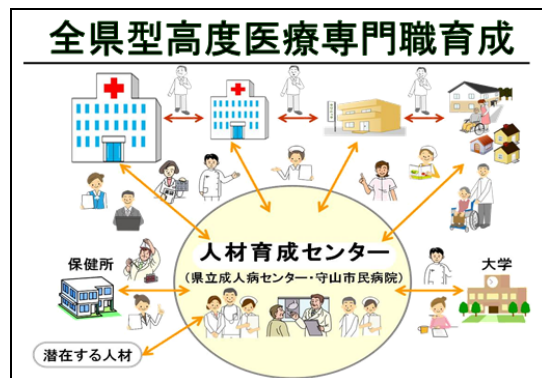 全県型高度医療専門職育成
人材育成センター
(県立成人病センター・守山市民病院)
保健所
大学
潜在する人材